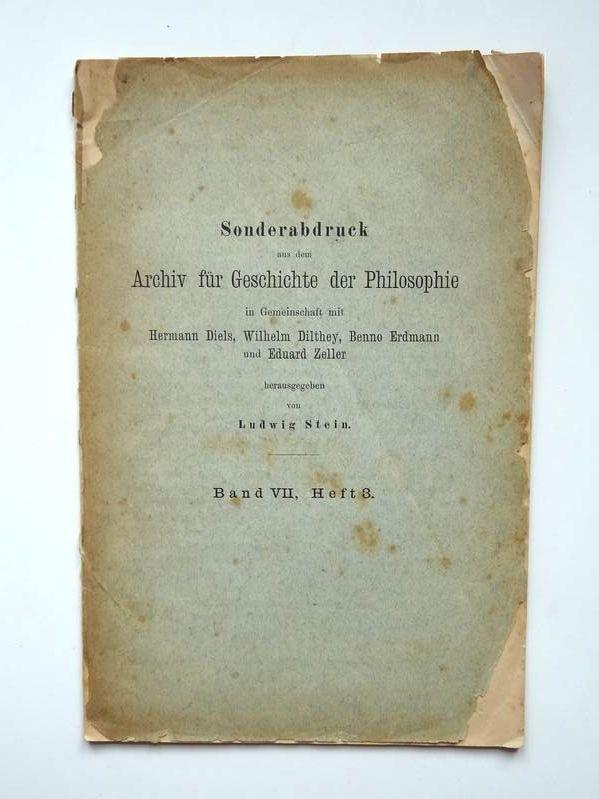 Sonderabdruck
aus dem
Archiv für Geschichte der Philosophie
in Gemeinschaft mit
Hermann Diels, Wilhelm Dilthey, Benno Erdmann
und Eduard Zeller
herausgegeben
von
Ludwig Stein.
Band VII, Heft 3.